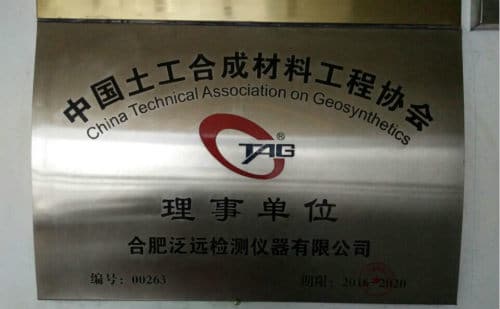 中国土工合成材料工程协会
China Technical Association on Geosynthetics
TAG®
理事单位
合肥泛远检测仪器有限公司
编号：00263
期限：2016-2020